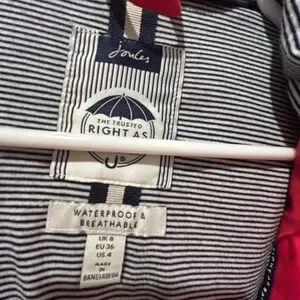 Joules
THE TRUSTED
RIGHT AS
WATERPROOF &
BREATHABLE
UK 8
EU 36
US 4
MADE IN
BANGLADESH